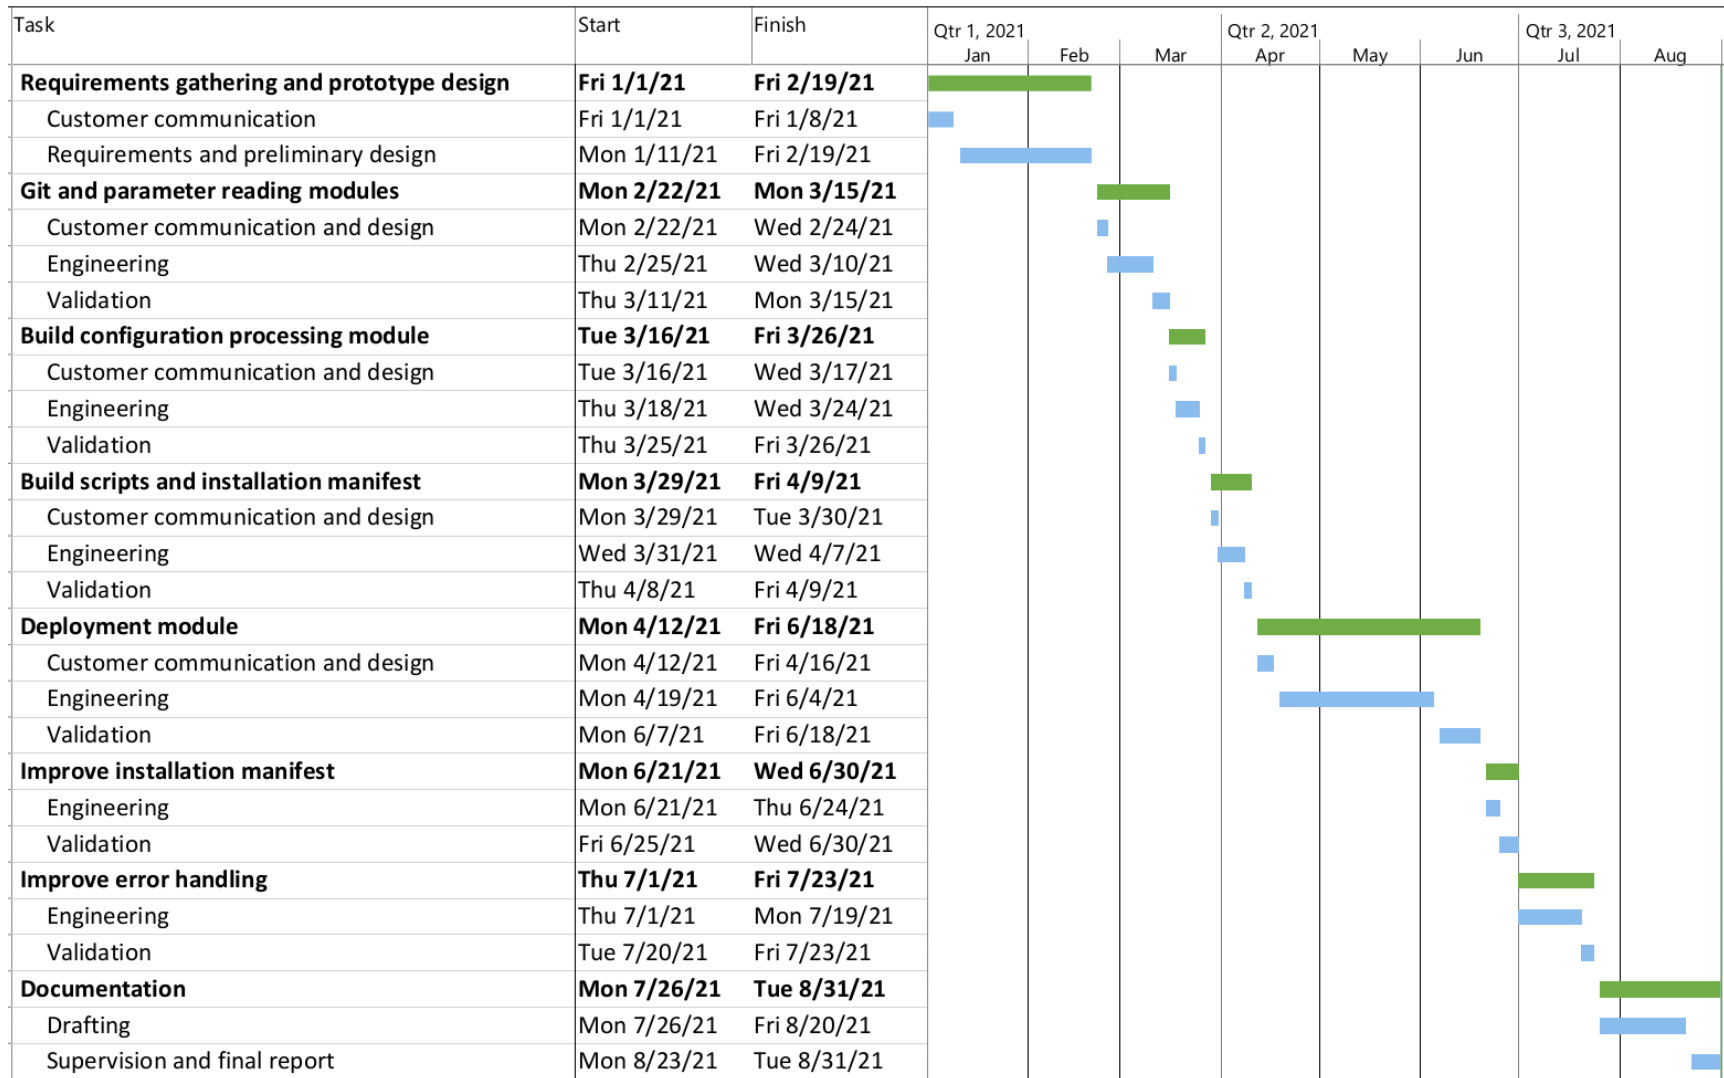 Task Start Finish Qtr 1, 2021 Qtr 2, 2021 Qtr 3, 2021
Jan Feb Mar Apr May Jun Jul Aug
Requirements gathering and prototype design Fri 1/1/21 Fri 2/19/21
Customer communication Fri 1/1/21 Fri 1/8/21
Requirements and preliminary design Mon 1/11/21 Fri 2/19/21
Git and parameter reading modules Mon 2/22/21 Mon 3/15/21
Customer communication and design Mon 2/22/21 Wed 2/24/21
Engineering Thu 2/25/21 Wed 3/10/21
Validation Thu 3/11/21 Mon 3/15/21
Build configuration processing module Tue 3/16/21 Fri 3/26/21
Customer communication and design Tue 3/16/21 Wed 3/17/21
Engineering Thu 3/18/21 Wed 3/24/21
Validation Thu 3/25/21 Fri 3/26/21
Build scripts and installation manifest Mon 3/29/21 Fri 4/9/21
Customer communication and design Mon 3/29/21 Tue 3/30/21
Engineering Wed 3/31/21 Wed 4/7/21
Validation Thu 4/8/21 Fri 4/9/21
Deployment module Mon 4/12/21 Fri 6/18/21
Customer communication and design Mon 4/12/21 Fri 4/16/21
Engineering Mon 4/19/21 Fri 6/4/21
Validation Mon 6/7/21 Fri 6/18/21
Improve installation manifest Mon 6/21/21 Wed 6/30/21
Engineering Mon 6/21/21 Thu 6/24/21
Validation Fri 6/25/21 Wed 6/30/21
Improve error handling Thu 7/1/21 Fri 7/23/21
Engineering Thu 7/1/21 Mon 7/19/21
Validation Tue 7/20/21 Fri 7/23/21
Documentation Mon 7/26/21 Tue 8/31/21
Drafting Mon 7/26/21 Fri 8/20/21
Supervision and final report Mon 8/23/21 Tue 8/31/21